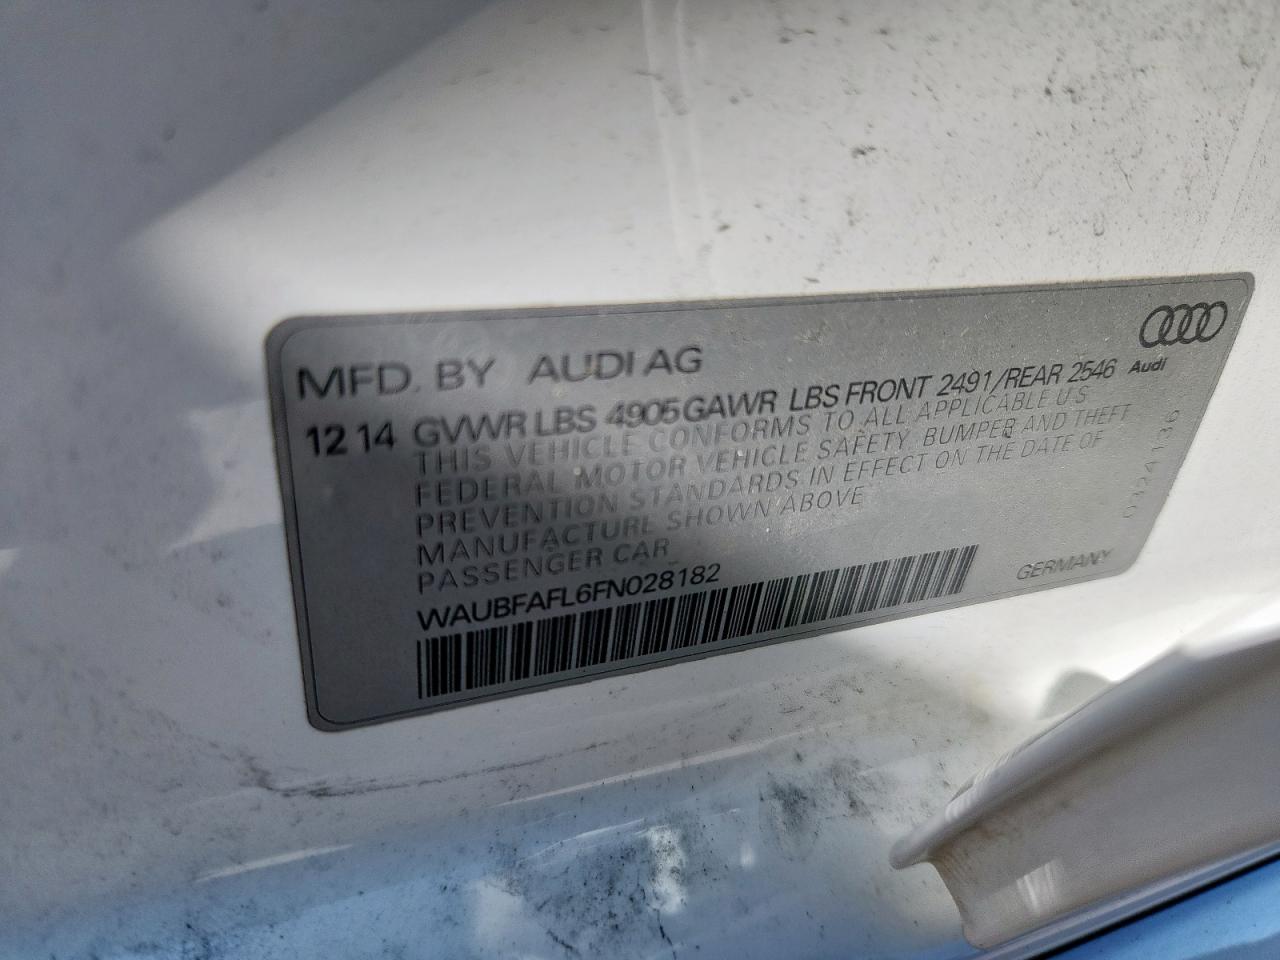 MFD. BY AUDI AG
Audi
12 14 GVWR LBS 4905 GAWR LBS FRONT 2491/REAR 2546
THIS VEHICLE CONFORMS TO ALL APPLICABLE U.S
FEDERAL MOTOR VEHICLE SAFETY, BUMPER AND THEFT
PREVENTION STANDARDS IN EFFECT ON THE DATE OF
MANUFACTURE SHOWN ABOVE
PASSENGER CAR
WAUBFAFL6FN028182
GERMANY
0324136